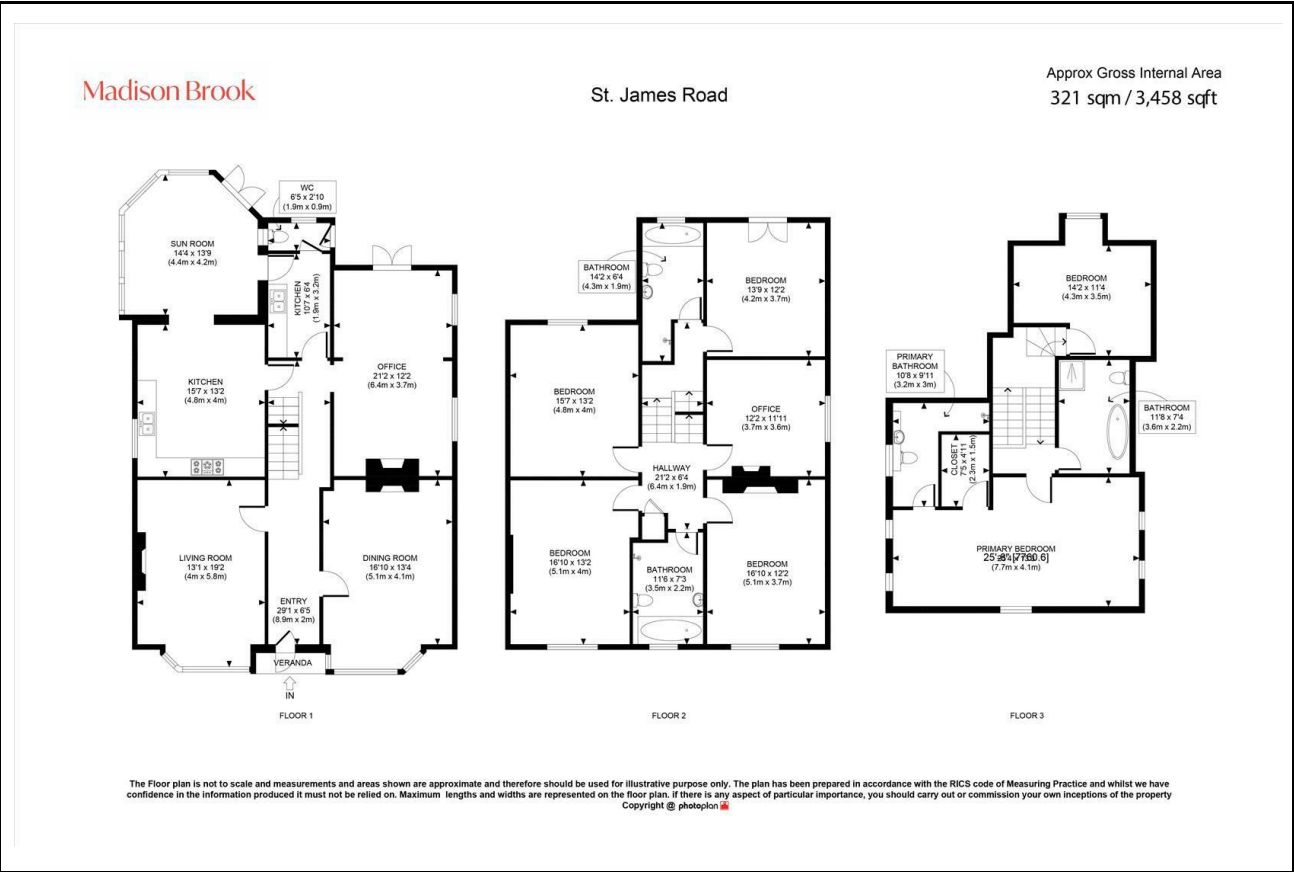 Madison Brook
St. James Road
Approx Gross Internal Area
321 sqm / 3,458 sqft
WC
6'5 x 2'10
(1.9m x 0.9m)
SUN ROOM
14'4 x 13'9
(4.4m x 4.2m)
KITCHEN
10'7 x 6'4
(1.9m x 3.2m)
KITCHEN
15'7 x 13'2
(4.8m x 4m)
OFFICE
21'2 x 12'2
(6.4m x 3.7m)
LIVING ROOM
13'1 x 19'2
(4m x 5.8m)
DINING ROOM
16'10 x 13'4
(5.1m x 4.1m)
ENTRY
29'1 x 6'5
(8.9m x 2m)
VERANDA
IN
FLOOR 1
BATHROOM
14'2 x 6'4
(4.3m x 1.9m)
BEDROOM
13'9 x 12'2
(4.2m x 3.7m)
BEDROOM
15'7 x 13'2
(4.8m x 4m)
OFFICE
12'2 x 11'11
(3.7m x 3.6m)
HALLWAY
21'2 x 6'4
(6.4m x 1.9m)
BEDROOM
16'10 x 13'2
(5.1m x 4m)
BATHROOM
11'6 x 7'3
(3.5m x 2.2m)
BEDROOM
16'10 x 12'2
(5.1m x 3.7m)
FLOOR 2
BEDROOM
14'2 x 11'4
(4.3m x 3.5m)
PRIMARY
BATHROOM
10'8 x 9'11
(3.2m x 3m)
CLOSET
7'5 x 4'11
(2.3m x 1.5m)
BATHROOM
11'8 x 7'4
(3.6m x 2.2m)
PRIMARY BEDROOM
(7.7m x 4.1m)
FLOOR 3
The Floor plan is not to scale and measurements and areas shown are approximate and therefore should be used for illustrative purpose only. The plan has been prepared in accordance with the RICS code of Measuring Practice and whilst we have
confidence in the information produced it must not be relied on. Maximum lengths and widths are represented on the floor plan. if there is any aspect of particular importance, you should carry out or commission your own inceptions of the property
Copyright @ photoplan